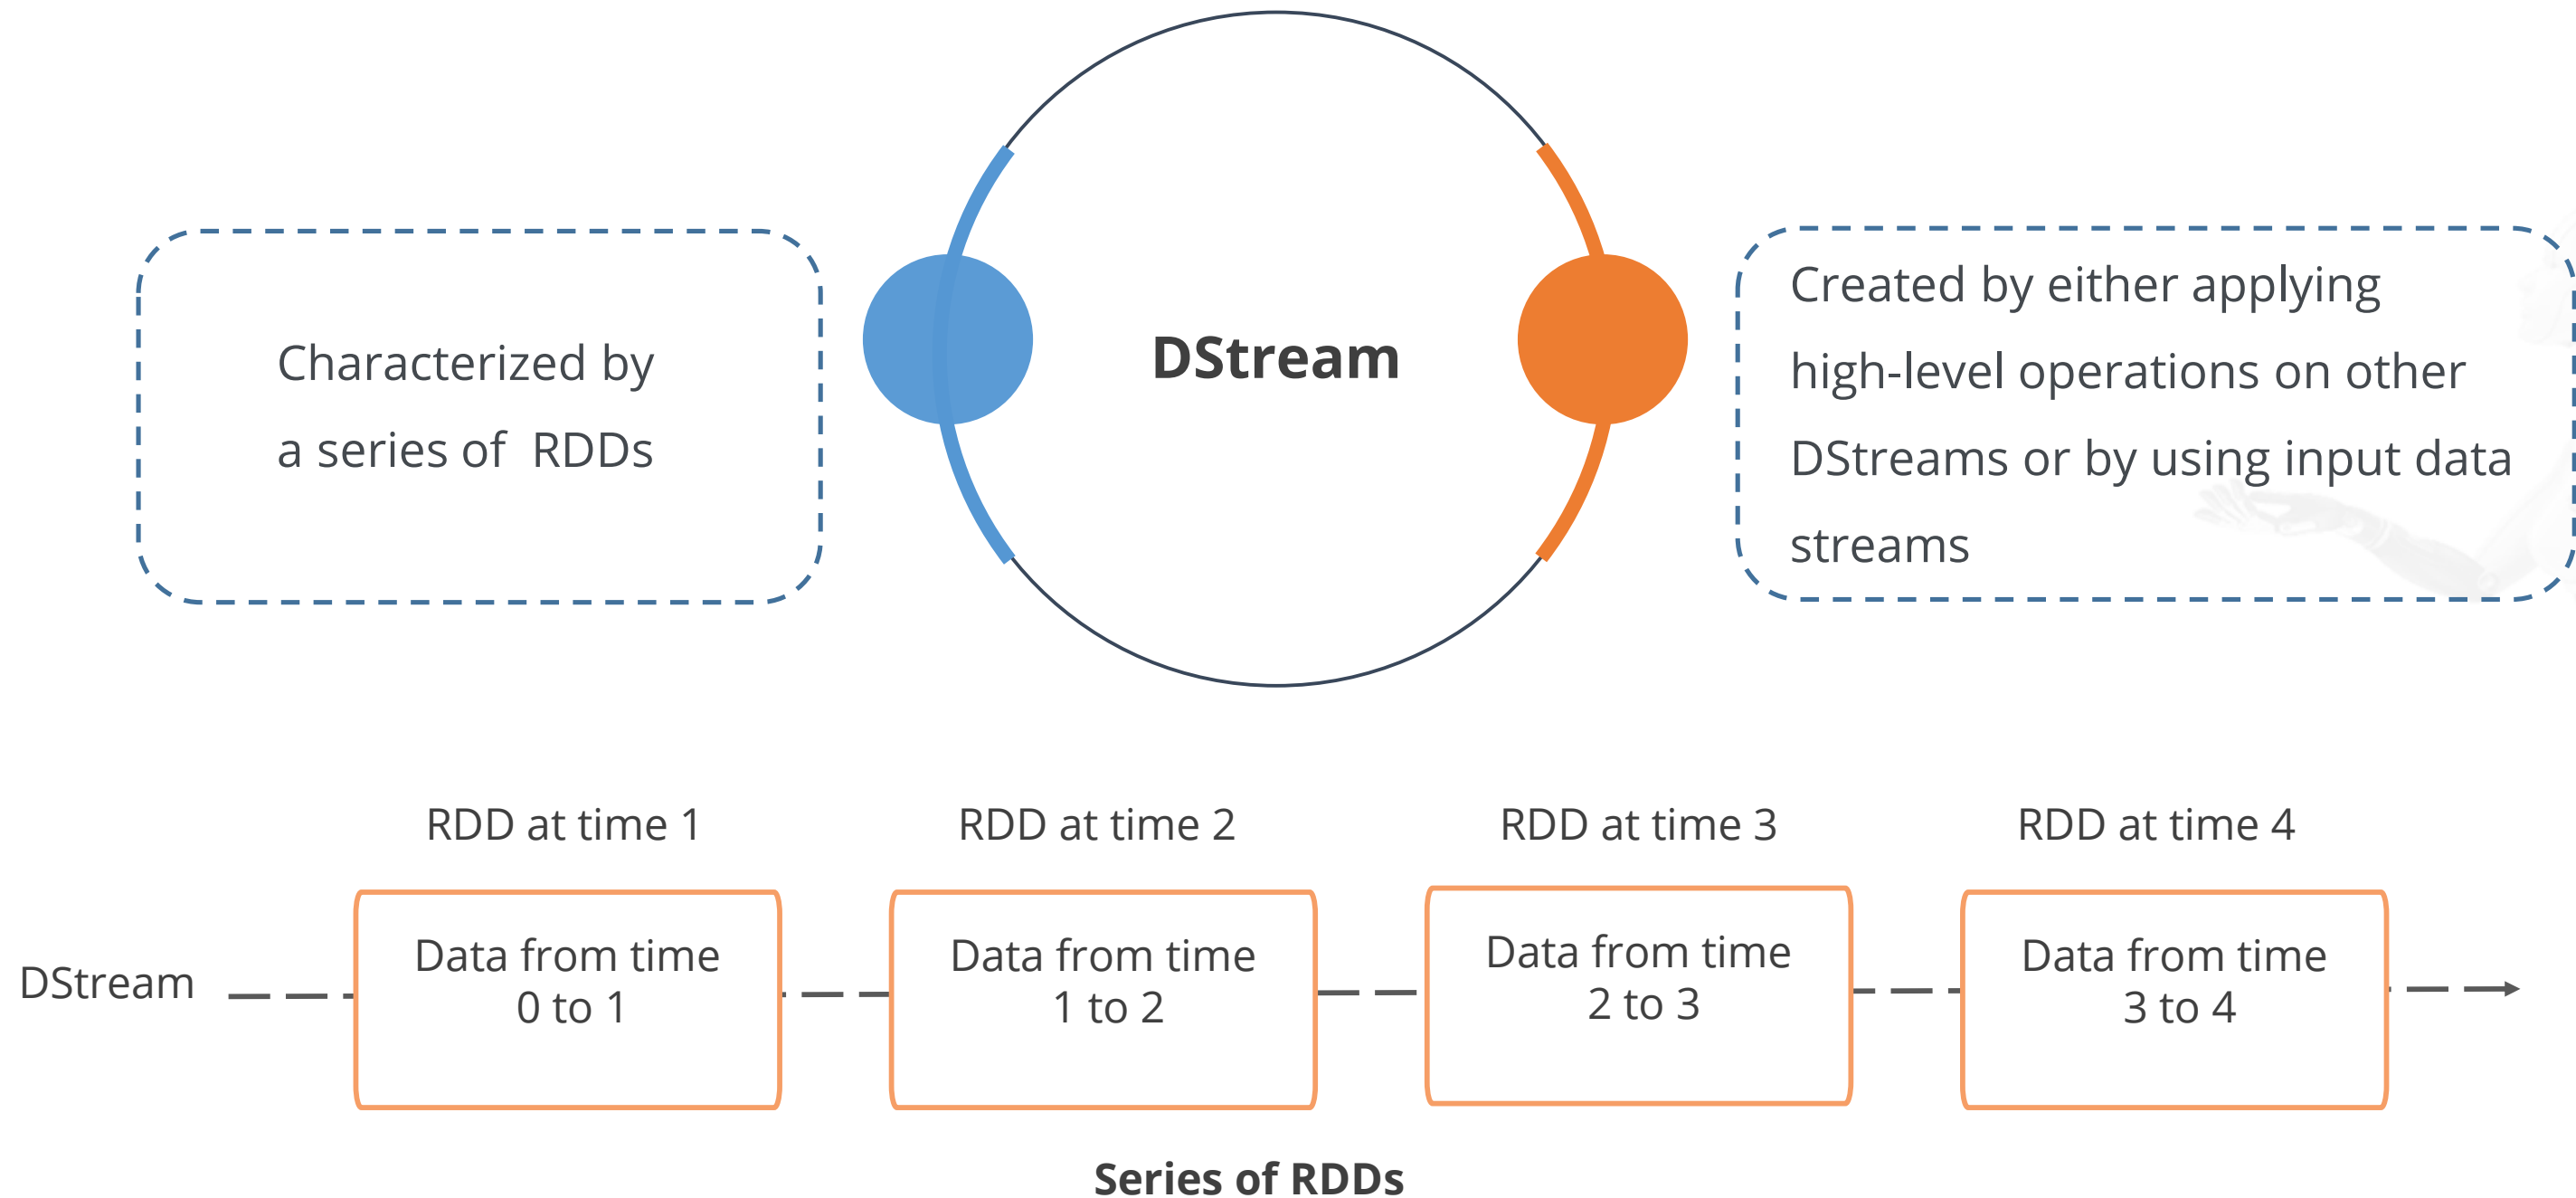 DStream
Characterized by
a series of RDDs
Created by either applying
high-level operations on other
DStreams or by using input data
streams
RDD at time 1
RDD at time 2
RDD at time 3
RDD at time 4
DStream
Data from time
0 to 1
Data from time
1 to 2
Data from time
2 to 3
Data from time
3 to 4
Series of RDDs